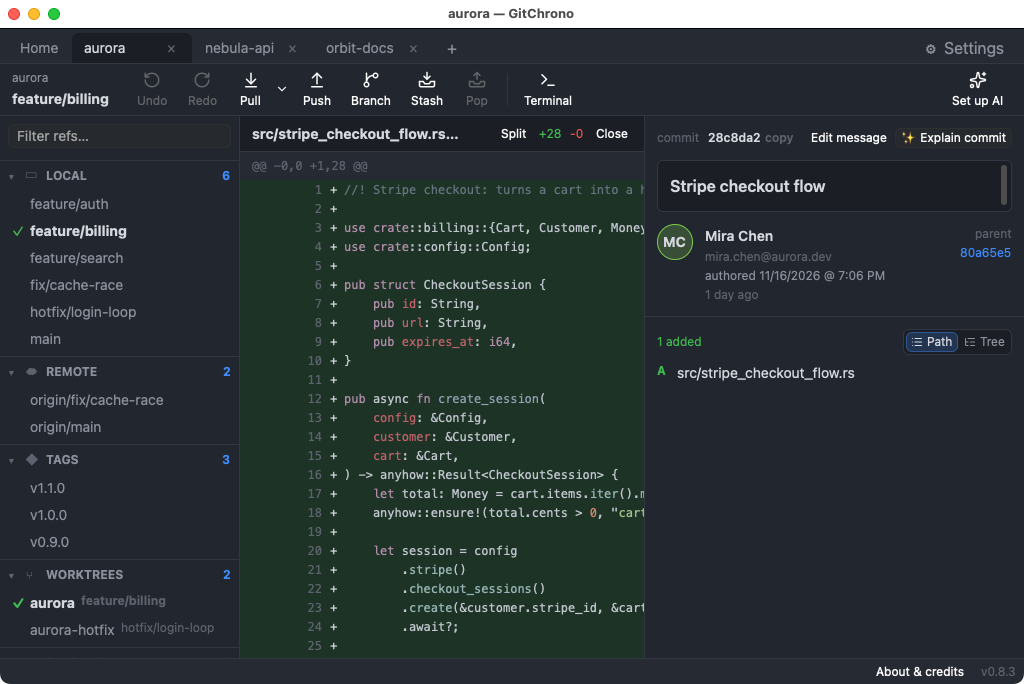 aurora — GitChrono
Home aurora × nebula-api × orbit-docs × + Settings
aurora
feature/billing
Undo Redo Pull Push Branch Stash Pop Terminal Set up AI
Filter refs...
LOCAL 6
feature/auth
feature/billing
feature/search
fix/cache-race
hotfix/login-loop
main
REMOTE 2
origin/fix/cache-race
origin/main
TAGS 3
v1.1.0
v1.0.0
v0.9.0
WORKTREES 2
aurora feature/billing
aurora-hotfix hotfix/login-loop
src/stripe_checkout_flow.rs... Split +28 -0 Close
@@ -0,0 +1,28 @@
1 + //! Stripe checkout: turns a cart into a h
2 +
3 + use crate::billing::{Cart, Customer, Money
4 + use crate::config::Config;
5 +
6 + pub struct CheckoutSession {
7 +     pub id: String,
8 +     pub url: String,
9 +     pub expires_at: i64,
10 + }
11 +
12 + pub async fn create_session(
13 +     config: &Config,
14 +     customer: &Customer,
15 +     cart: &Cart,
16 + ) -> anyhow::Result<CheckoutSession> {
17 +     let total: Money = cart.items.iter().m
18 +     anyhow::ensure!(total.cents > 0, "cart
19 +
20 +     let session = config
21 +         .stripe()
22 +         .checkout_sessions()
23 +         .create(&customer.stripe_id, &cart
24 +         .await?;
25 +
commit 28c8da2 copy Edit message ✨ Explain commit
Stripe checkout flow
MC
Mira Chen
mira.chen@aurora.dev
authored 11/16/2026 @ 7:06 PM
1 day ago
parent
80a65e5
1 added Path Tree
A src/stripe_checkout_flow.rs
About & credits v0.8.3